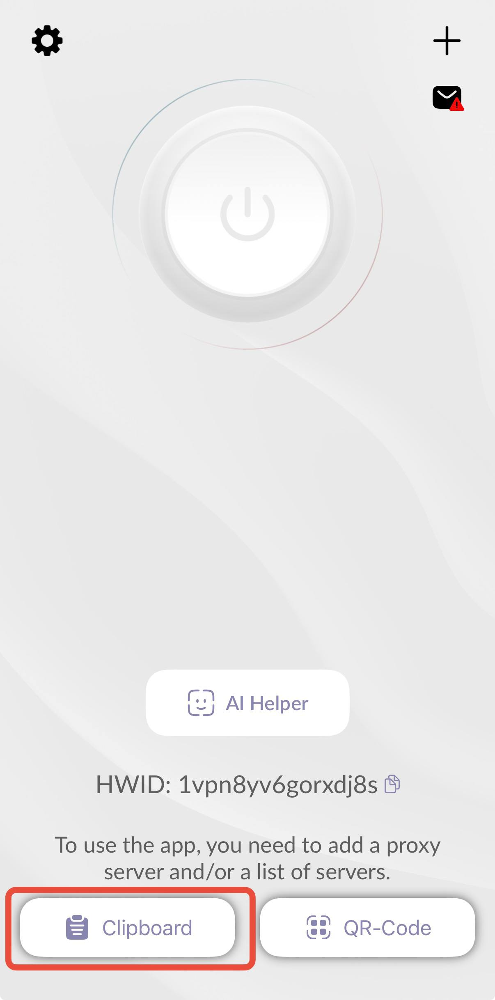 AI Helper
HWID: 1vpn8yv6gorxdj8s
To use the app, you need to add a proxy
server and/or a list of servers.
Clipboard
QR-Code